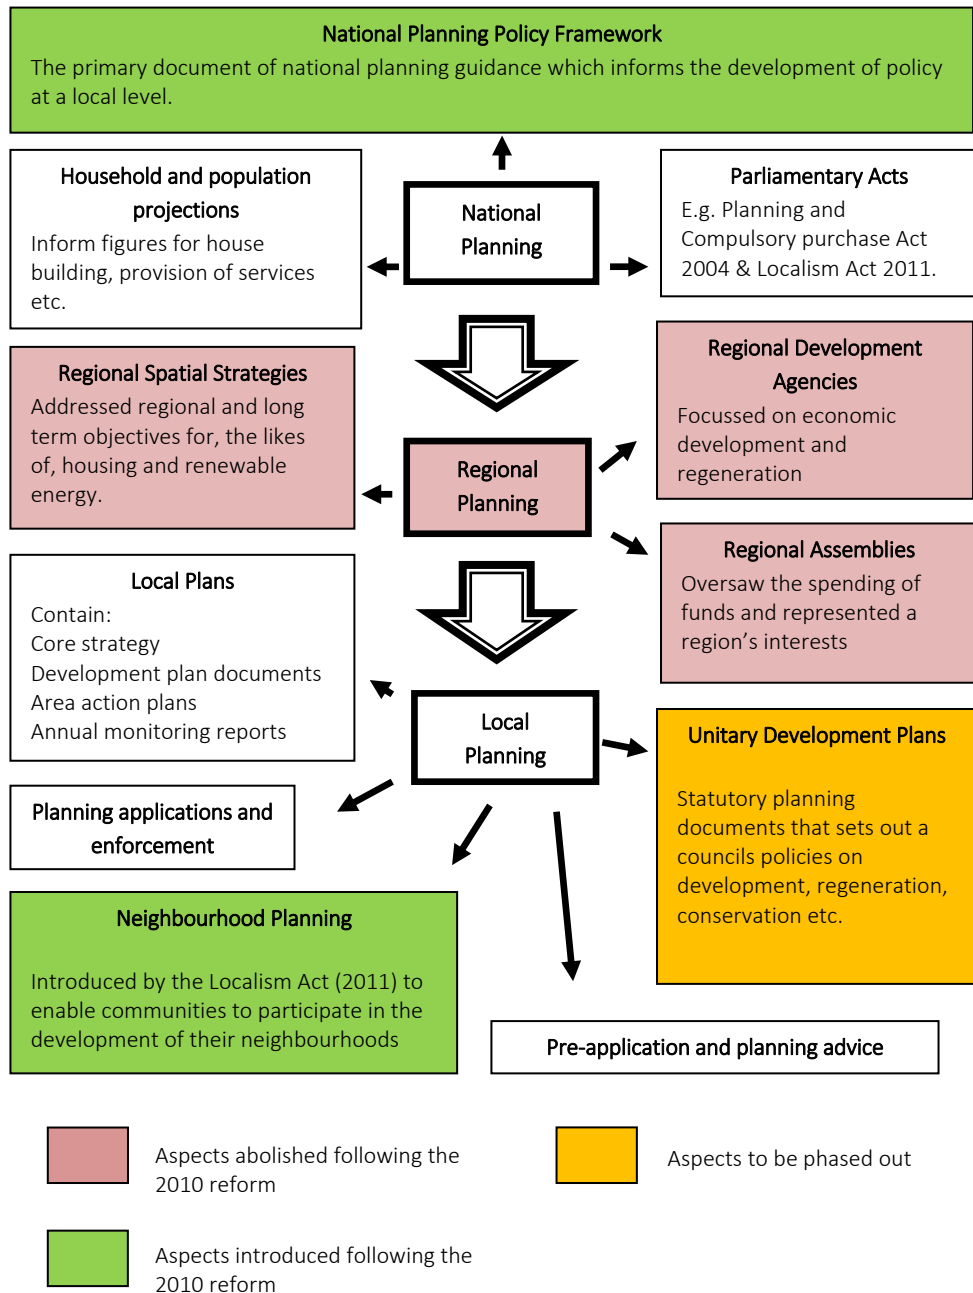 National Planning Policy Framework
The primary document of national planning guidance which informs the development of policy
at a local level.
Household and population
projections
Inform figures for house
building, provision of services
etc.
National
Planning
Parliamentary Acts
E.g. Planning and
Compulsory purchase Act
2004 & Localism Act 2011.
Regional Spatial Strategies
Addressed regional and long
term objectives for, the likes
of, housing and renewable
energy.
Regional
Planning
Regional Development
Agencies
Focussed on economic
development and
regeneration
Regional Assemblies
Oversaw the spending of
funds and represented a
region's interests
Local Plans
Contain:
Core strategy
Development plan documents
Area action plans
Annual monitoring reports
Local
Planning
Unitary Development Plans
Statutory planning
documents that sets out a
councils policies on
development, regeneration,
conservation etc.
Planning applications and
enforcement
Neighbourhood Planning
Introduced by the Localism Act (2011) to
enable communities to participate in the
development of their neighbourhoods
Pre-application and planning advice
Aspects abolished following the
2010 reform
Aspects to be phased out
Aspects introduced following the
2010 reform